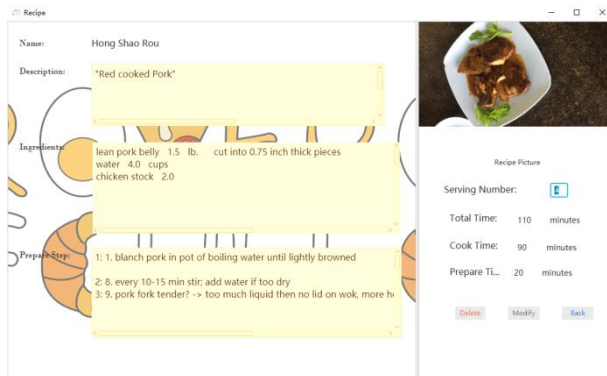 Recipe
Name: Hong Shao Rou
Description: "Red cooked Pork"
Ingredients:
lean pork belly 1.5 lb. cut into 0.75 inch thick pieces
water 4.0 cups
chicken stock 2.0
Prepare Step:
1: 1. blanch pork in pot of boiling water until lightly browned
2: 8. every 10-15 min stir; add water if too dry
3: 9. pork fork tender? -> too much liquid then no lid on wok, more he
Recipe Picture
Serving Number:
Total Time: 110 minutes
Cook Time: 90 minutes
Prepare Ti... 20 minutes
Delete Modify Back